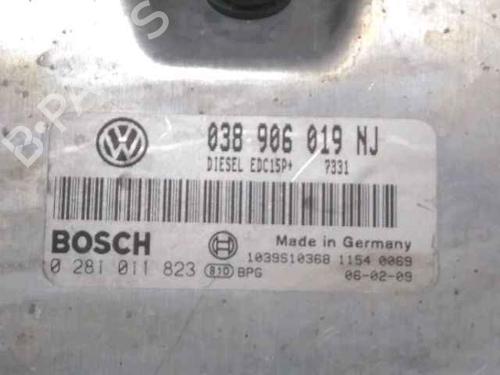 038 906 019 NJ
DIESEL EDC15P+ 7331
BOSCH
Made in Germany
0 281 011 823 810 BPG
1039S10368 1154 0069
06-02-09